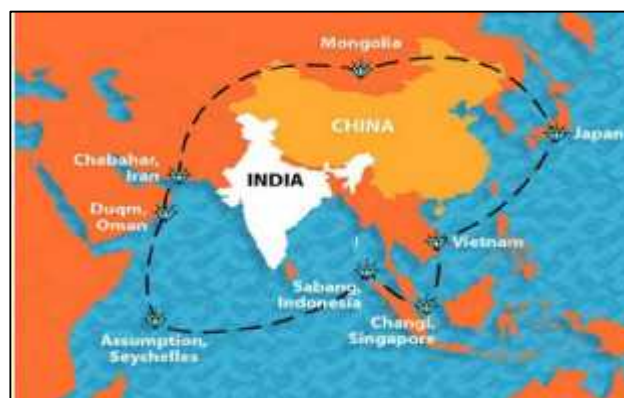 Mongolia
CHINA
Japan
Chabahar,
Iran
INDIA
Duqm,
Oman
Vietnam
Sabang,
Indonesia
Changi,
Singapore
Assumption,
Seychelles